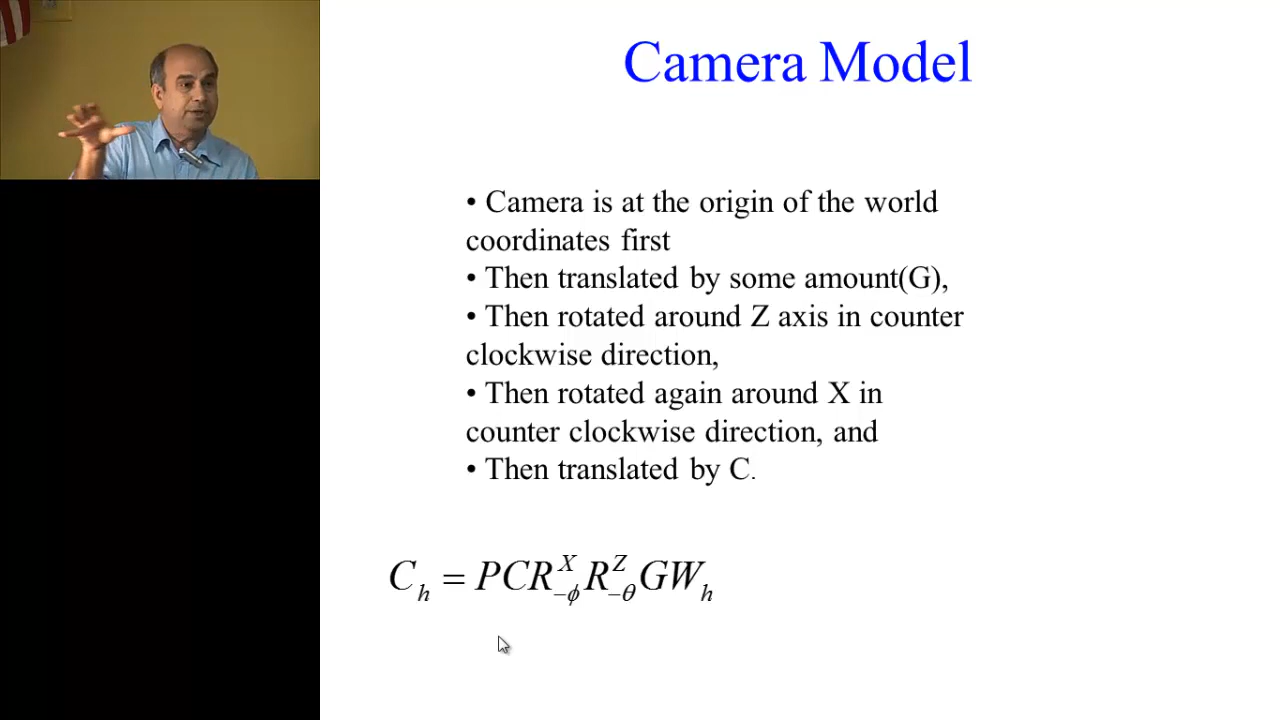 Camera Model
• Camera is at the origin of the world
coordinates first
• Then translated by some amount(G),
• Then rotated around Z axis in counter
clockwise direction,
• Then rotated again around X in
counter clockwise direction, and
• Then translated by C.
C_h = PCR^X_{-ϕ} R^Z_{-θ} GW_h